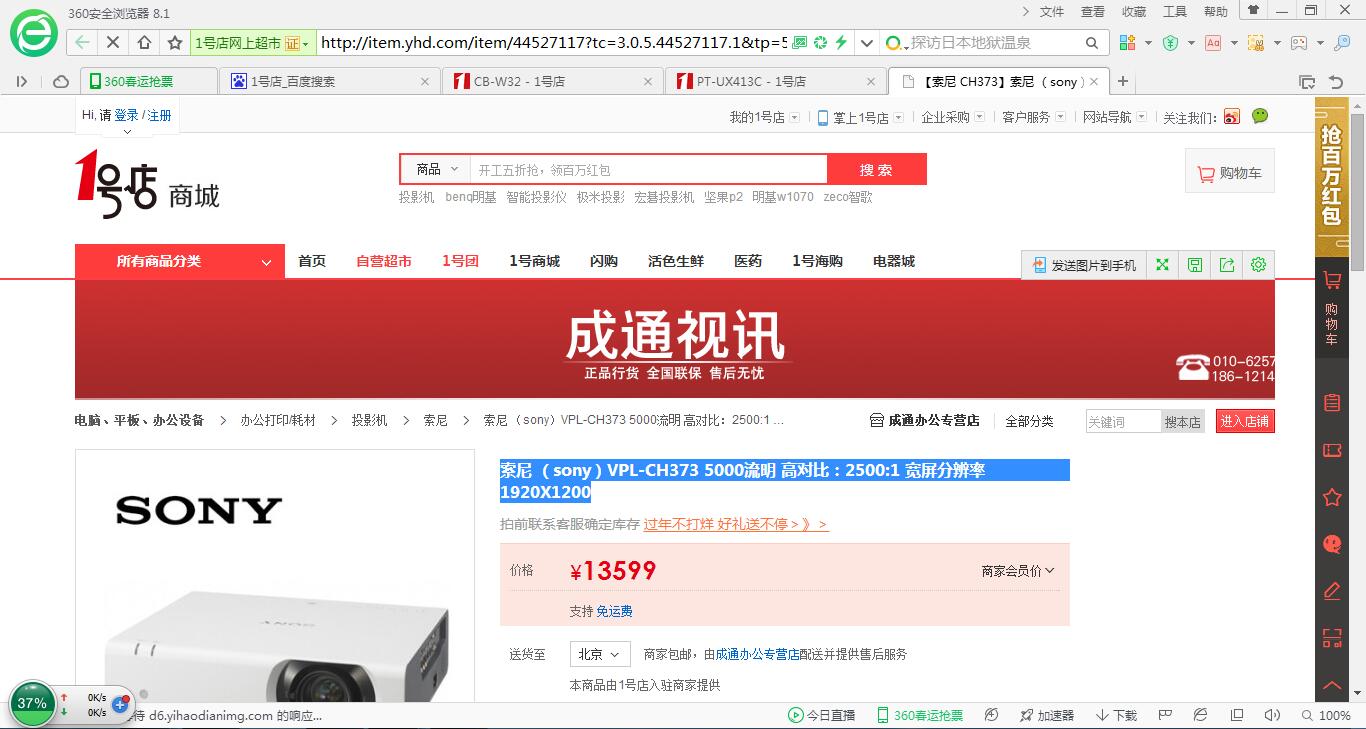 360安全浏览器 8.1
文件 查看 收藏 工具 帮助
1号店网上超市 证 http://item.yhd.com/item/44527117?tc=3.0.5.44527117.1&tp=5 探访日本地狱温泉
360春运抢票 1号店_百度搜索 CB-W32 - 1号店 PT-UX413C - 1号店 【索尼 CH373】索尼 （sony）
Hi, 请 登录 / 注册
我的1号店 掌上1号店 企业采购 客户服务 网站导航 关注我们:
1号店 商城
商品 开工五折抢，领百万红包 搜 索
购物车
投影机 benq明基 智能投影仪 极米投影 宏碁投影机 坚果p2 明基w1070 zeco智歌
所有商品分类 首页 自营超市 1号团 1号商城 闪购 活色生鲜 医药 1号海购 电器城
发送图片到手机
抢百万红包
购物车
成通视讯
正品行货 全国联保 售后无忧
010-6257
186-1214
电脑、平板、办公设备 > 办公打印/耗材 > 投影机 > 索尼 > 索尼 （sony）VPL-CH373 5000流明 高对比：2500:1 ...
成通办公专营店 全部分类 关键词 搜本店 进入店铺
SONY
索尼 （sony）VPL-CH373 5000流明 高对比：2500:1 宽屏分辨率
1920X1200
拍前联系客服确定库存 过年不打烊 好礼送不停 > 》 >
价格 ¥13599 商家会员价
支持 免运费
送货至 北京 商家包邮，由成通办公专营店配送并提供售后服务
本商品由1号店入驻商家提供
SONY
37% 0K/s
0K/s
待 d6.yihaodianimg.com 的响应...
今日直播 360春运抢票 加速器 下载 100%